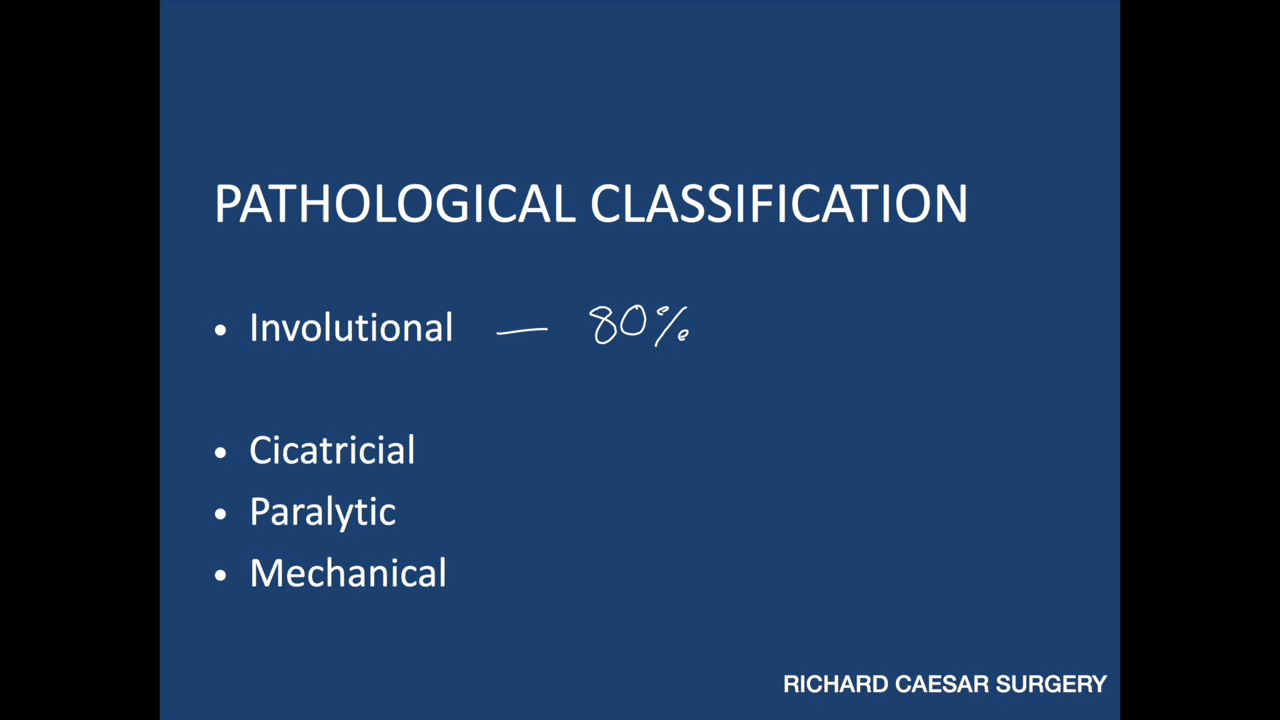 PATHOLOGICAL CLASSIFICATION
• Involutional — 80%
• Cicatricial
• Paralytic
• Mechanical
RICHARD CAESAR SURGERY